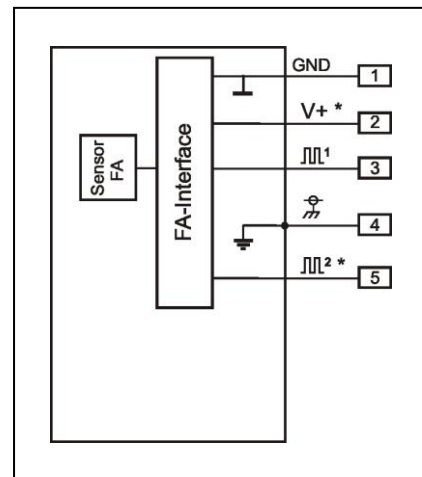 GND
1
V+ *
2
Sensor
FA
FA-Interface
1
3
4
2 *
5